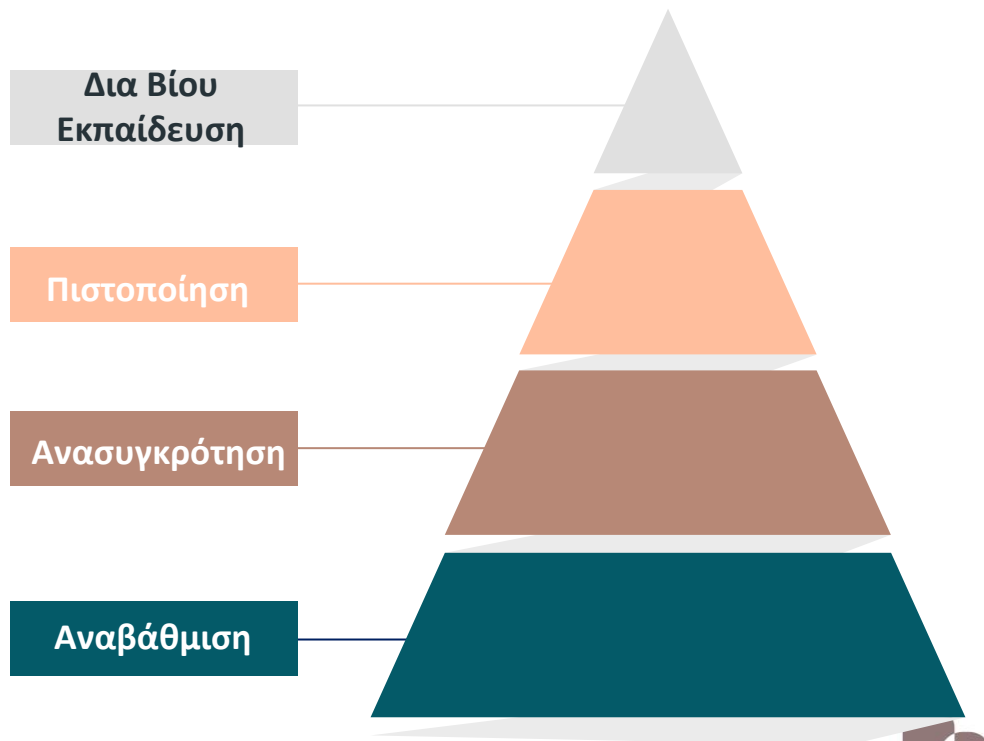 Δια Βίου
Εκπαίδευση
Πιστοποίηση
Ανασυγκρότηση
Αναβάθμιση